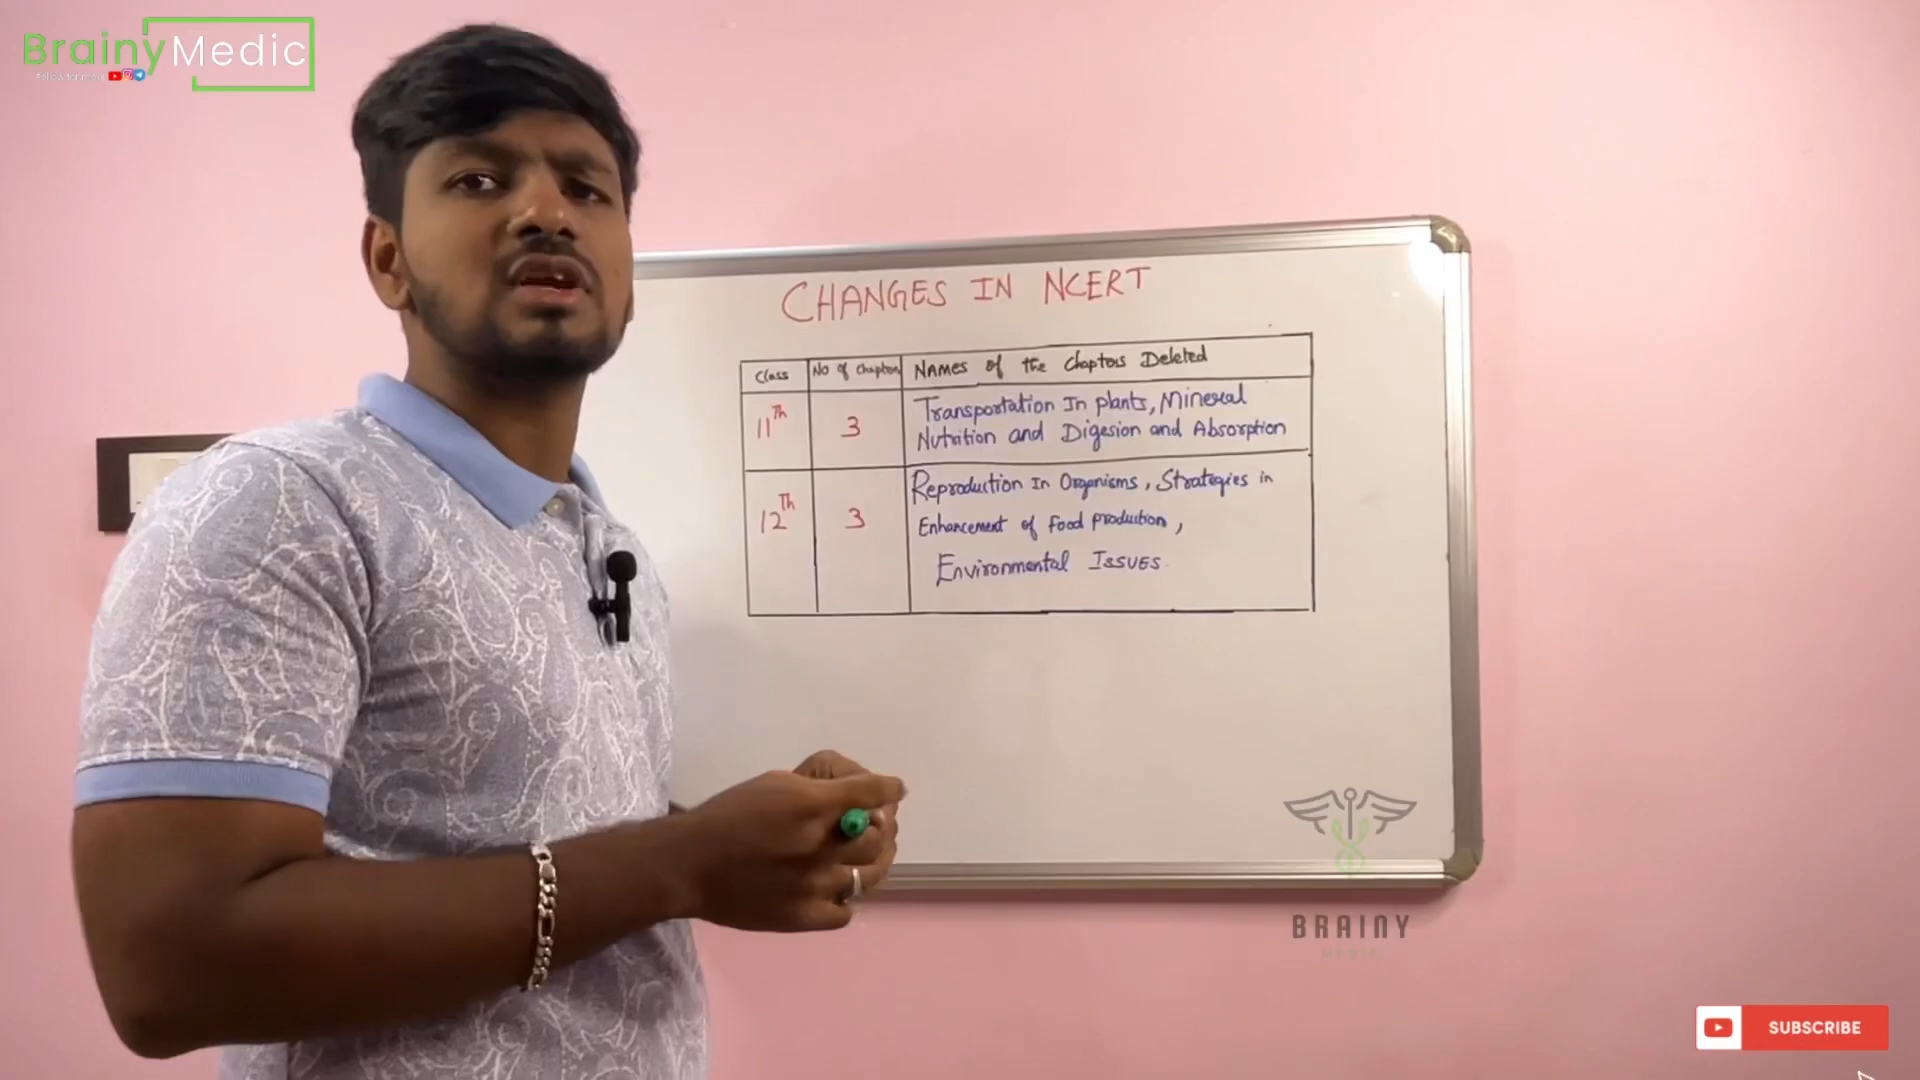 BrainyMedic
CHANGES IN NCERT
Class No of Chapters NAMES of the Chapters Deleted
11Th 3 Transportation In plants, Mineral
Nutrition and Digesion and Absorption
12Th 3 Reproduction In Organisms, Strategies in
Enhancement of food production,
Environmental Issues
BRAINY
MEDIC
SUBSCRIBE